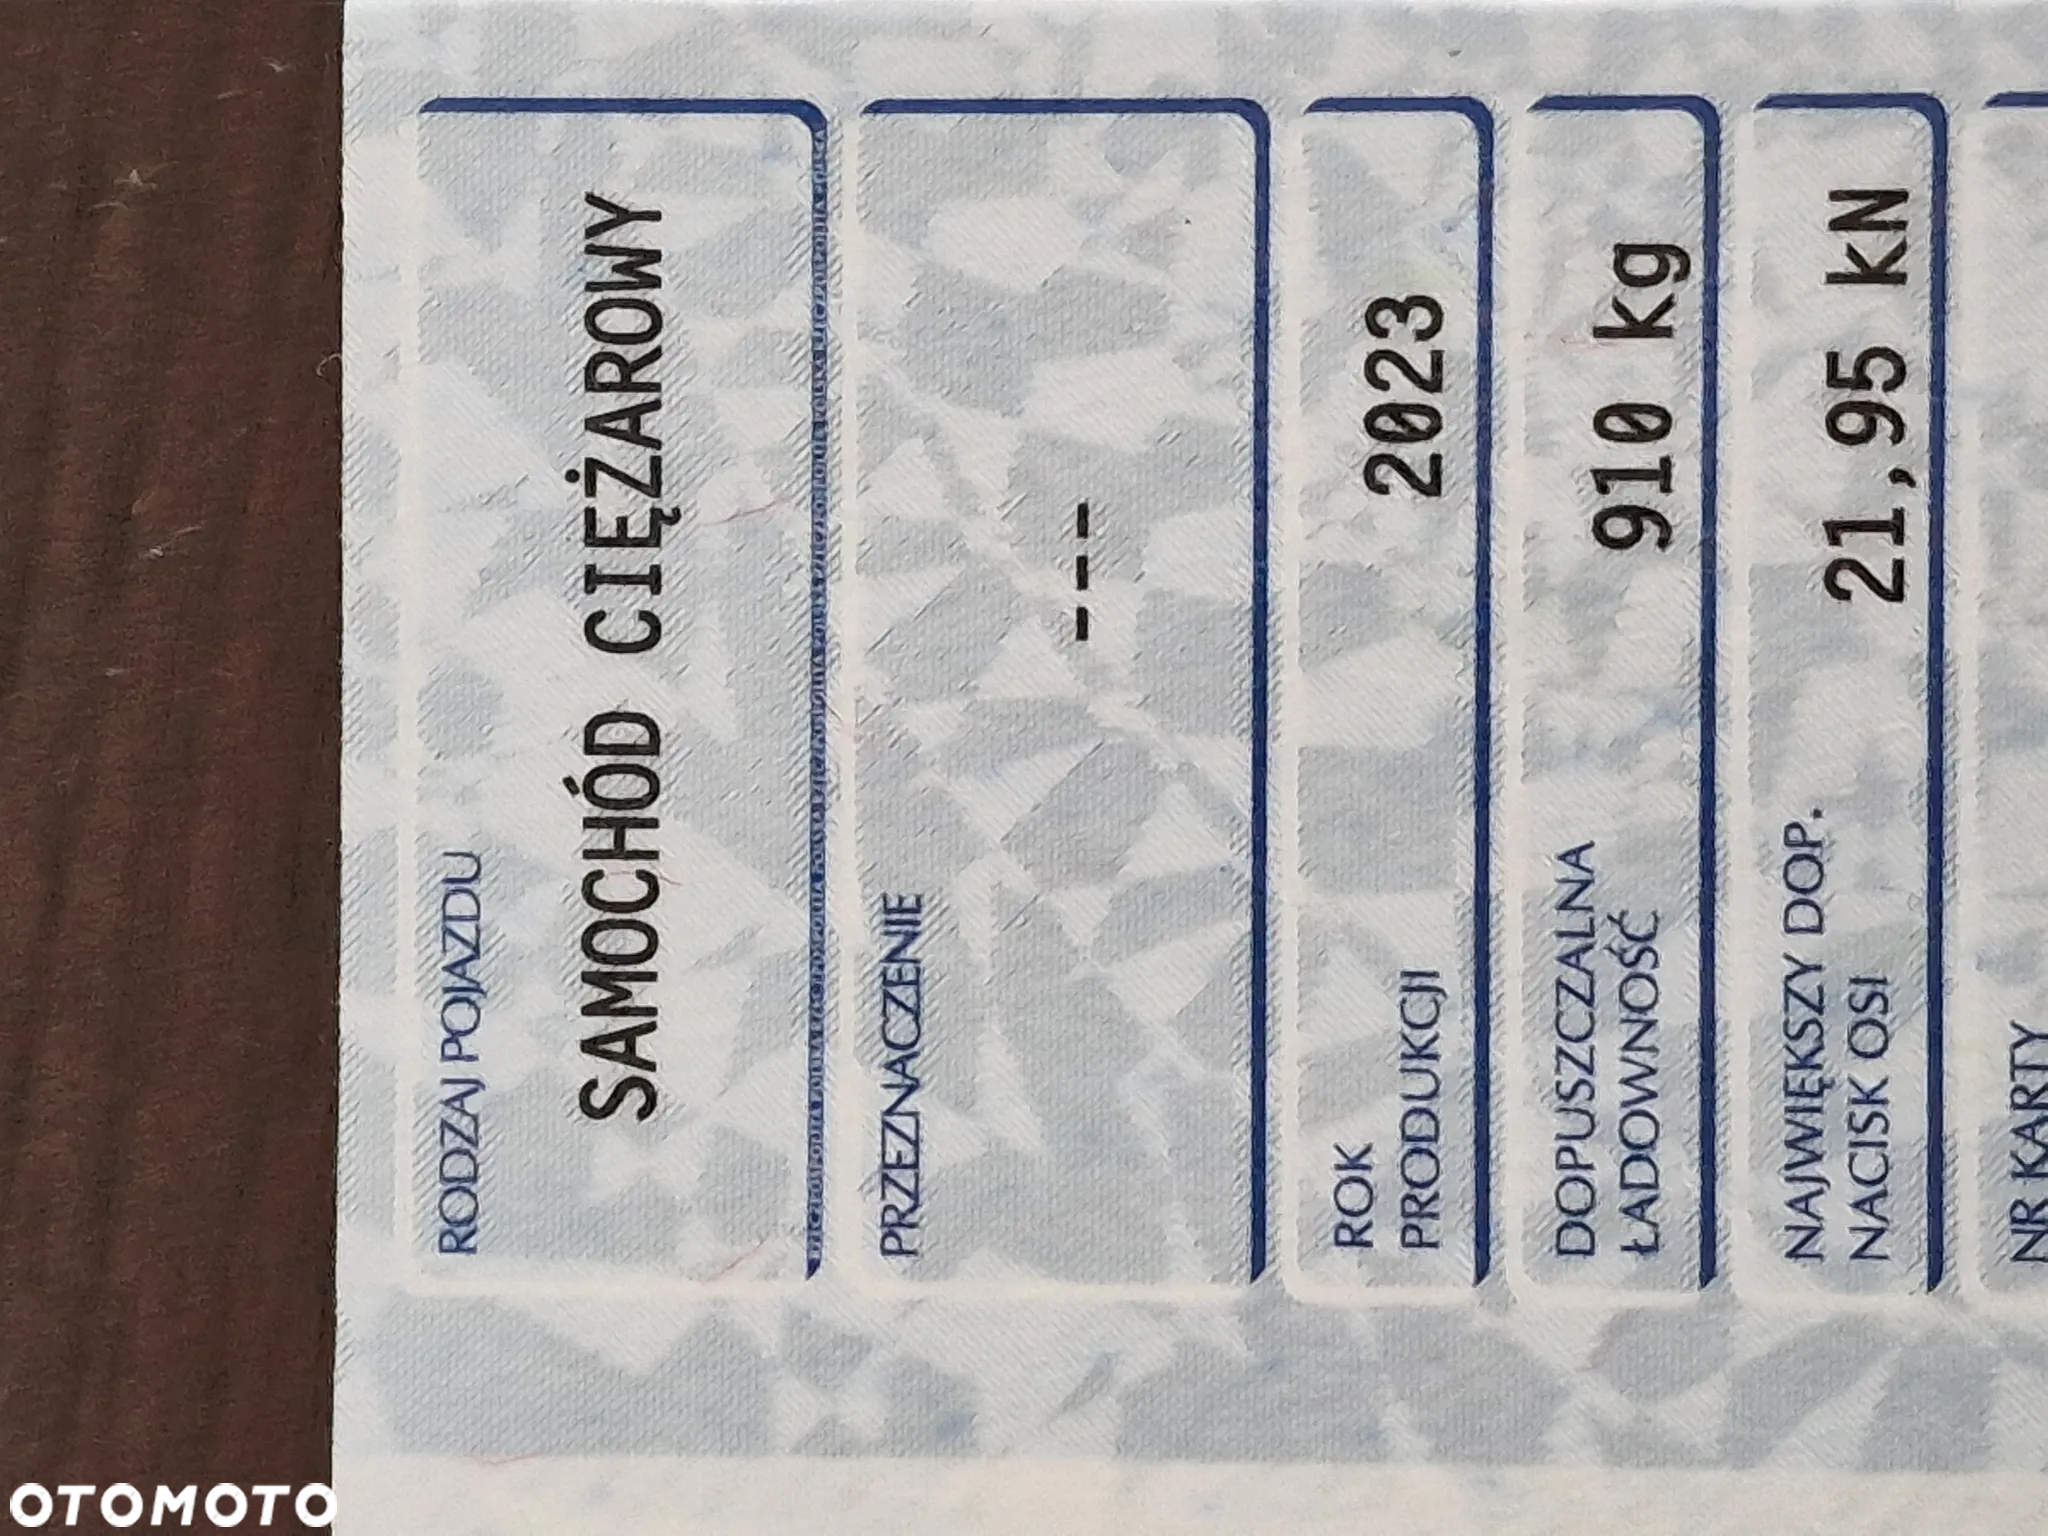 RODZAJ POJAZDU
SAMOCHÓD CIĘŻAROWY
PRZEZNACZENIE
---
ROK
PRODUKCJI
2023
DOPUSZCZALNA
ŁADOWNOŚĆ
910 kg
NAJWIĘKSZY DOP.
NACISK OSI
21,95 kN
NR KARTY
OTOMOTO